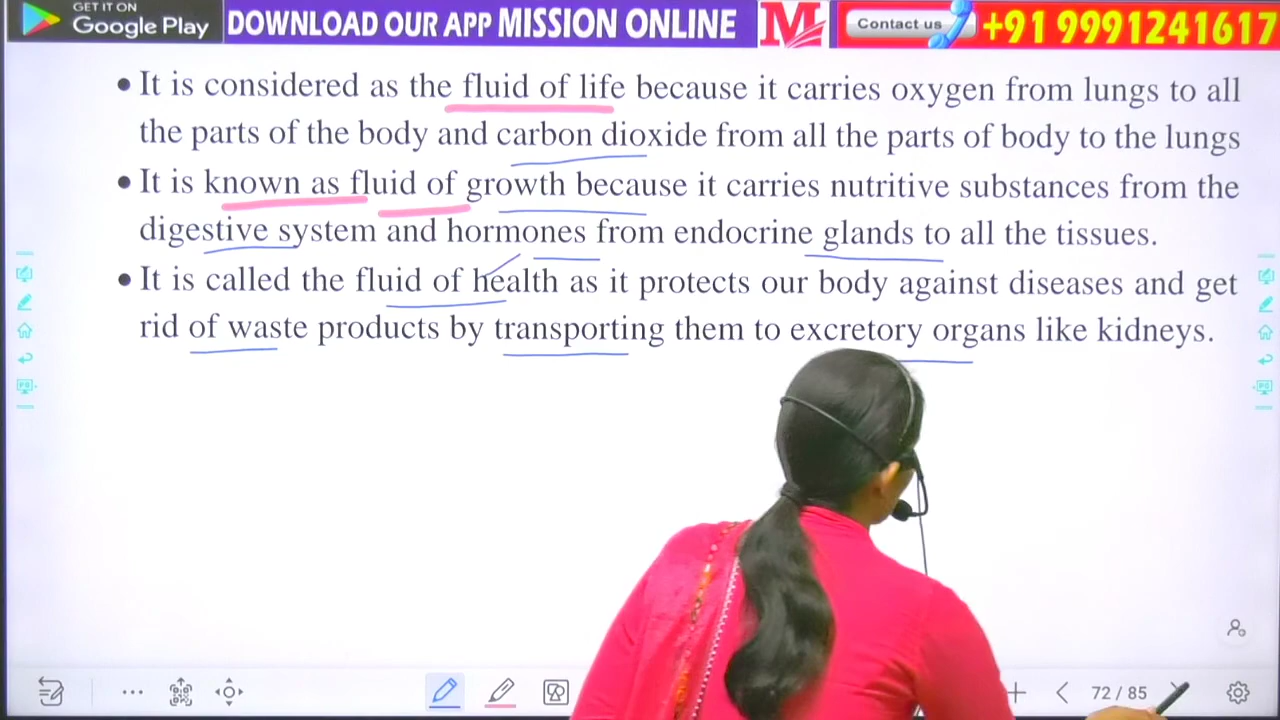 GET IT ON
Google Play
DOWNLOAD OUR APP MISSION ONLINE
M
Contact us
+91 9991241617
• It is considered as the fluid of life because it carries oxygen from lungs to all
the parts of the body and carbon dioxide from all the parts of body to the lungs
• It is known as fluid of growth because it carries nutritive substances from the
digestive system and hormones from endocrine glands to all the tissues.
• It is called the fluid of health as it protects our body against diseases and get
rid of waste products by transporting them to excretory organs like kidneys.
72 / 85